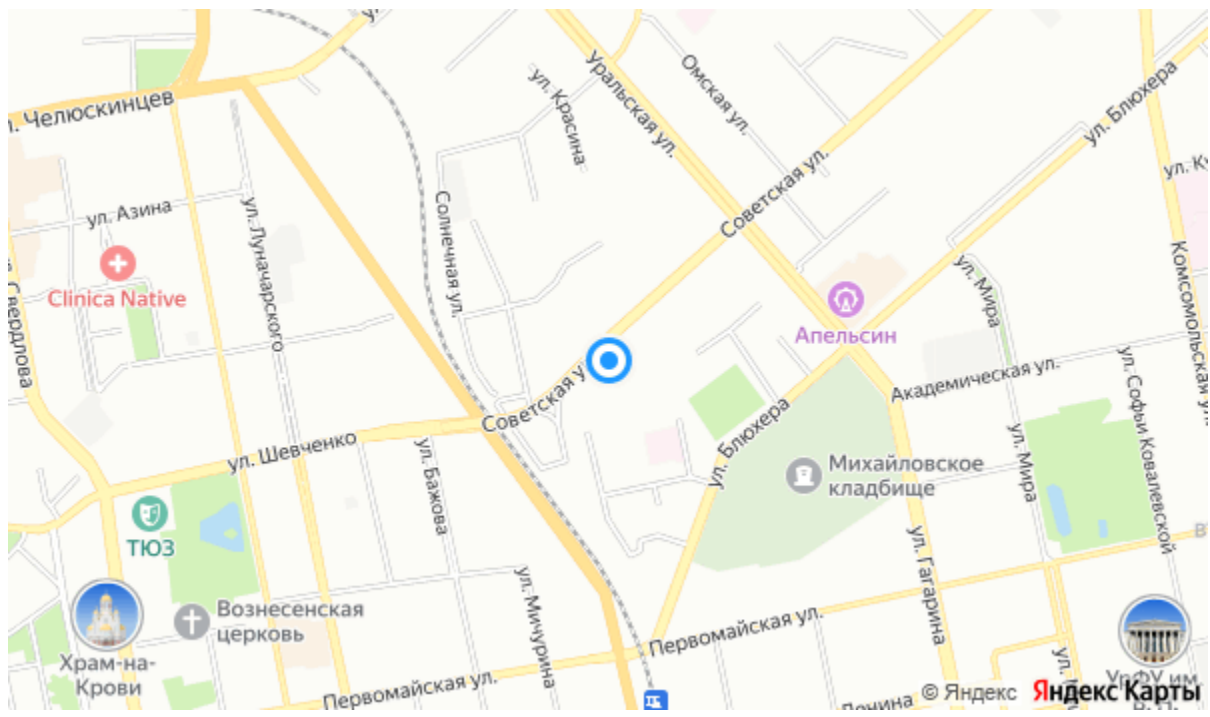 л. Челюскинцев
ул. Красина
Уральская ул.
Омская ул.
ул. Блюхера
Советская ул.
ул. Азина
ул. Луначарского
Солнечная ул.
ул. Мира
Комсомольская ул.
Clinica Native
Апельсин
Свердлова
Академическая ул.
ул. Софьи Ковалевской
Советская у
ул. Шевченко
ул. Бажова
ул. Блюхера
ул. Мира
Михайловское
кладбище
ТЮЗ
ул. Гагарина
Вознесенская
церковь
ул. Мичурина
Первомайская ул.
Храм-на-
Крови
Первомайская ул.
УрФУ им
Ленина
© Яндекс Яндекс Карты